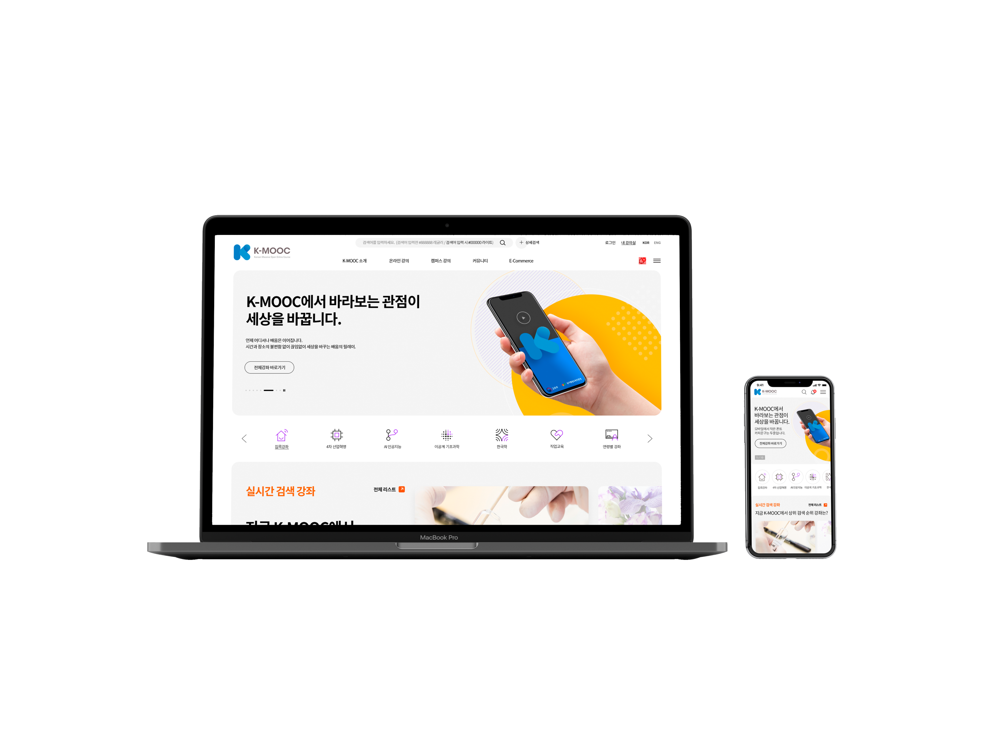 검색어를 입력하세요. (검색어 입력전 #888888 레귤러 / 검색어 입력 시 #000000 라이트)
+ 상세검색
로그인
내 강의실
KOR
ENG
K-MOOC
Korean Massive Open Online Course
K-MOOC 소개
온라인 강의
캠퍼스 강의
커뮤니티
E-Commerce
K-MOOC에서 바라보는 관점이
세상을 바꿉니다.
언제 어디서나 배움은 이어집니다.
시간과 장소의 불편함 없이 끊임없이 세상을 바꾸는 배움의 릴레이.
전체강좌 바로가기
교육부
국가평생교육진흥원
집콕강좌
4차 산업혁명
AI 인공지능
이공계 기초과학
한국학
직업교육
연령별 강좌
실시간 검색 강좌
전체 리스트
지금 K-MOOC에서
MacBook Pro
9:41
K-MOOC
K-MOOC에서
바라보는 관점이
세상을 바꿉니다.
모바일에서 작은 폰트
카피문구는 두줄입니다.
전체강좌 바로가기
1 / 10
집콕강좌
4차 산업혁명
AI 인공지능
이공계 기초과학
한국
실시간 검색 강좌
전체 리스트
지금 K-MOOC에서 상위 검색 순위 강좌는?